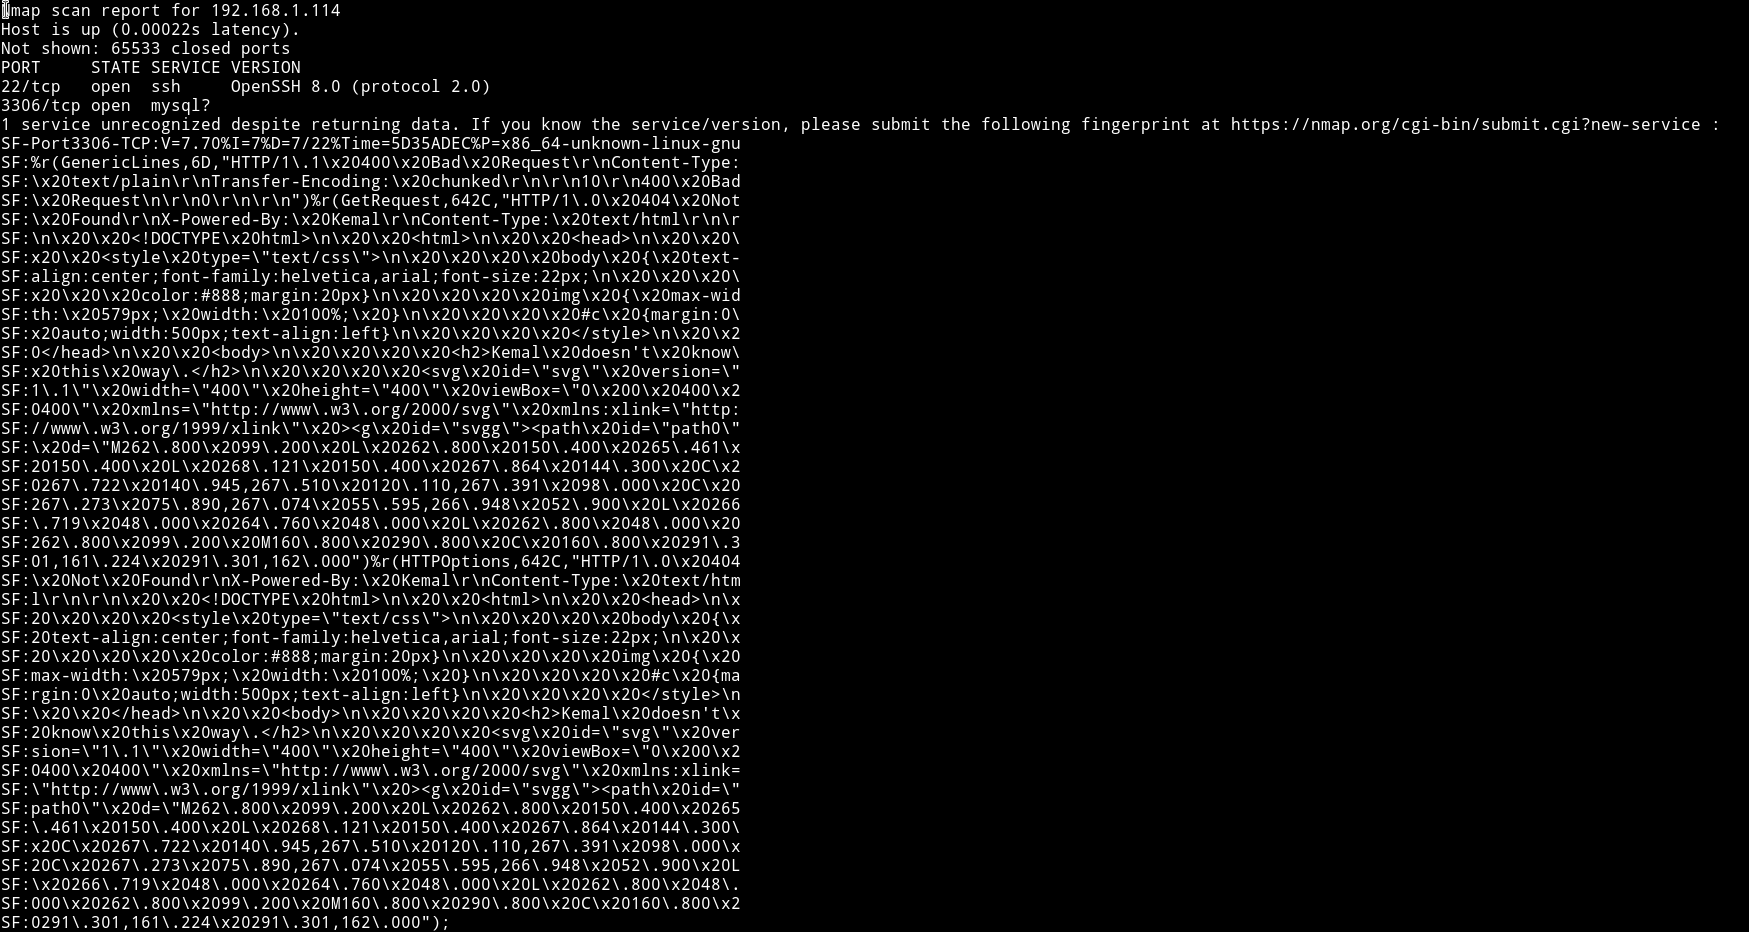 Nmap scan report for 192.168.1.114
Host is up (0.00022s latency).
Not shown: 65533 closed ports
PORT     STATE SERVICE VERSION
22/tcp   open  ssh     OpenSSH 8.0 (protocol 2.0)
3306/tcp open  mysql?
1 service unrecognized despite returning data. If you know the service/version, please submit the following fingerprint at https://nmap.org/cgi-bin/submit.cgi?new-service :
SF-Port3306-TCP:V=7.70%I=7%D=7/22%Time=5D35ADEC%P=x86_64-unknown-linux-gnu
SF:%r(GenericLines,6D,"HTTP/1\.1\x20400\x20Bad\x20Request\r\nContent-Type:
SF:\x20text/plain\r\nTransfer-Encoding:\x20chunked\r\n\r\n10\r\n400\x20Bad
SF:\x20Request\n\r\n0\r\n\r\n")%r(GetRequest,642C,"HTTP/1\.0\x20404\x20Not
SF:\x20Found\r\nX-Powered-By:\x20Kemal\r\nContent-Type:\x20text/html\r\n\r
SF:\n\x20\x20<!DOCTYPE\x20html>\n\x20\x20<html>\n\x20\x20<head>\n\x20\x20\
SF:x20\x20<style\x20type=\"text/css\">\n\x20\x20\x20\x20body\x20{\x20text-
SF:align:center;font-family:helvetica,arial;font-size:22px;\n\x20\x20\x20\
SF:x20\x20\x20color:#888;margin:20px}\n\x20\x20\x20\x20img\x20{\x20max-wid
SF:th:\x20579px;\x20width:\x20100%;\x20}\n\x20\x20\x20\x20#c\x20{margin:0\
SF:x20auto;width:500px;text-align:left}\n\x20\x20\x20\x20</style>\n\x20\x2
SF:0</head>\n\x20\x20<body>\n\x20\x20\x20\x20<h2>Kemal\x20doesn't\x20know\
SF:x20this\x20way\.</h2>\n\x20\x20\x20\x20<svg\x20id=\"svg\"\x20version=\"
SF:1\.1\"\x20width=\"400\"\x20height=\"400\"\x20viewBox=\"0\x200\x20400\x2
SF:0400\"\x20xmlns=\"http://www\.w3\.org/2000/svg\"\x20xmlns:xlink=\"http:
SF://www\.w3\.org/1999/xlink\"\x20><g\x20id=\"svgg\"><path\x20id=\"path0\"
SF:\x20d=\"M262\.800\x2099\.200\x20L\x20262\.800\x20150\.400\x20265\.461\x
SF:20150\.400\x20L\x20268\.121\x20150\.400\x20267\.864\x20144\.300\x20C\x2
SF:0267\.722\x20140\.945,267\.510\x20120\.110,267\.391\x2098\.000\x20C\x20
SF:267\.273\x2075\.890,267\.074\x2055\.595,266\.948\x2052\.900\x20L\x20266
SF:\.719\x2048\.000\x20264\.760\x2048\.000\x20L\x20262\.800\x2048\.000\x20
SF:262\.800\x2099\.200\x20M160\.800\x20290\.800\x20C\x20160\.800\x20291\.3
SF:01,161\.224\x20291\.301,162\.000")%r(HTTPOptions,642C,"HTTP/1\.0\x20404
SF:\x20Not\x20Found\r\nX-Powered-By:\x20Kemal\r\nContent-Type:\x20text/htm
SF:l\r\n\r\n\x20\x20<!DOCTYPE\x20html>\n\x20\x20<html>\n\x20\x20<head>\n\x
SF:20\x20\x20\x20<style\x20type=\"text/css\">\n\x20\x20\x20\x20body\x20{\x
SF:20text-align:center;font-family:helvetica,arial;font-size:22px;\n\x20\x
SF:20\x20\x20\x20\x20color:#888;margin:20px}\n\x20\x20\x20\x20img\x20{\x20
SF:max-width:\x20579px;\x20width:\x20100%;\x20}\n\x20\x20\x20\x20#c\x20{ma
SF:rgin:0\x20auto;width:500px;text-align:left}\n\x20\x20\x20\x20</style>\n
SF:\x20\x20</head>\n\x20\x20<body>\n\x20\x20\x20\x20<h2>Kemal\x20doesn't\x
SF:20know\x20this\x20way\.</h2>\n\x20\x20\x20\x20<svg\x20id=\"svg\"\x20ver
SF:sion=\"1\.1\"\x20width=\"400\"\x20height=\"400\"\x20viewBox=\"0\x200\x2
SF:0400\x20400\"\x20xmlns=\"http://www\.w3\.org/2000/svg\"\x20xmlns:xlink=
SF:\"http://www\.w3\.org/1999/xlink\"\x20><g\x20id=\"svgg\"><path\x20id=\"
SF:path0\"\x20d=\"M262\.800\x2099\.200\x20L\x20262\.800\x20150\.400\x20265
SF:\.461\x20150\.400\x20L\x20268\.121\x20150\.400\x20267\.864\x20144\.300\
SF:x20C\x20267\.722\x20140\.945,267\.510\x20120\.110,267\.391\x2098\.000\x
SF:20C\x20267\.273\x2075\.890,267\.074\x2055\.595,266\.948\x2052\.900\x20L
SF:\x20266\.719\x2048\.000\x20264\.760\x2048\.000\x20L\x20262\.800\x2048\.
SF:000\x20262\.800\x2099\.200\x20M160\.800\x20290\.800\x20C\x20160\.800\x2
SF:0291\.301,161\.224\x20291\.301,162\.000");